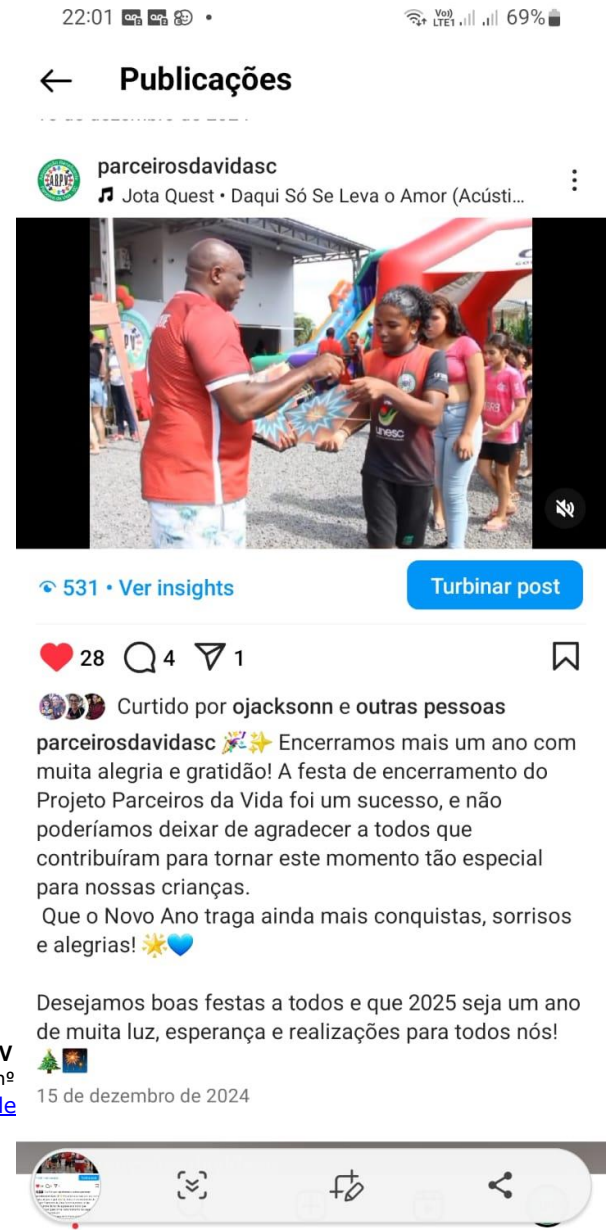 22:01
Voi) LTE1 69%
Publicações
parceirosdavidasc
Jota Quest • Daqui Só Se Leva o Amor (Acústi...
ABPV
unesc
531 • Ver insights
Turbinar post
28 4 1
Curtido por ojacksonn e outras pessoas
parceirosdavidasc 🎉✨ Encerramos mais um ano com
muita alegria e gratidão! A festa de encerramento do
Projeto Parceiros da Vida foi um sucesso, e não
poderíamos deixar de agradecer a todos que
contribuíram para tornar este momento tão especial
para nossas crianças.
Que o Novo Ano traga ainda mais conquistas, sorrisos
e alegrias! 🌟💙
Desejamos boas festas a todos e que 2025 seja um ano
de muita luz, esperança e realizações para todos nós!
🎄🎆
15 de dezembro de 2024
V
nº
de